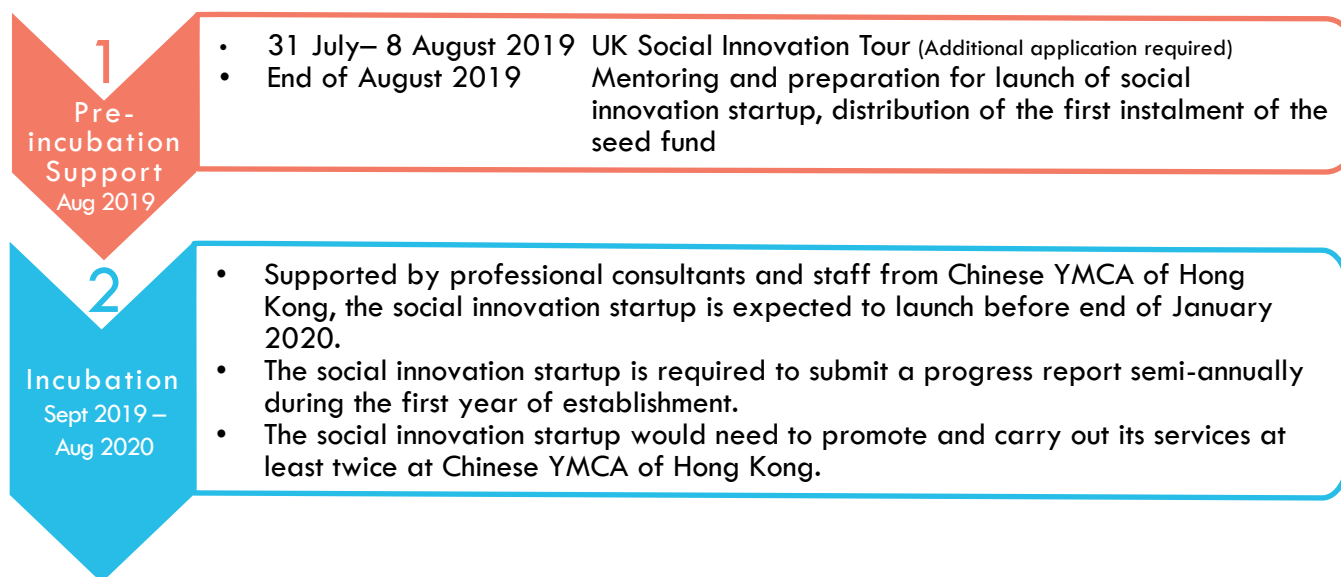 1
Pre-
incubation
Support
Aug 2019
• 31 July– 8 August 2019 UK Social Innovation Tour (Additional application required)
• End of August 2019 Mentoring and preparation for launch of social
innovation startup, distribution of the first instalment of the
seed fund
2
Incubation
Sept 2019 –
Aug 2020
• Supported by professional consultants and staff from Chinese YMCA of Hong
Kong, the social innovation startup is expected to launch before end of January
2020.
• The social innovation startup is required to submit a progress report semi-annually
during the first year of establishment.
• The social innovation startup would need to promote and carry out its services at
least twice at Chinese YMCA of Hong Kong.